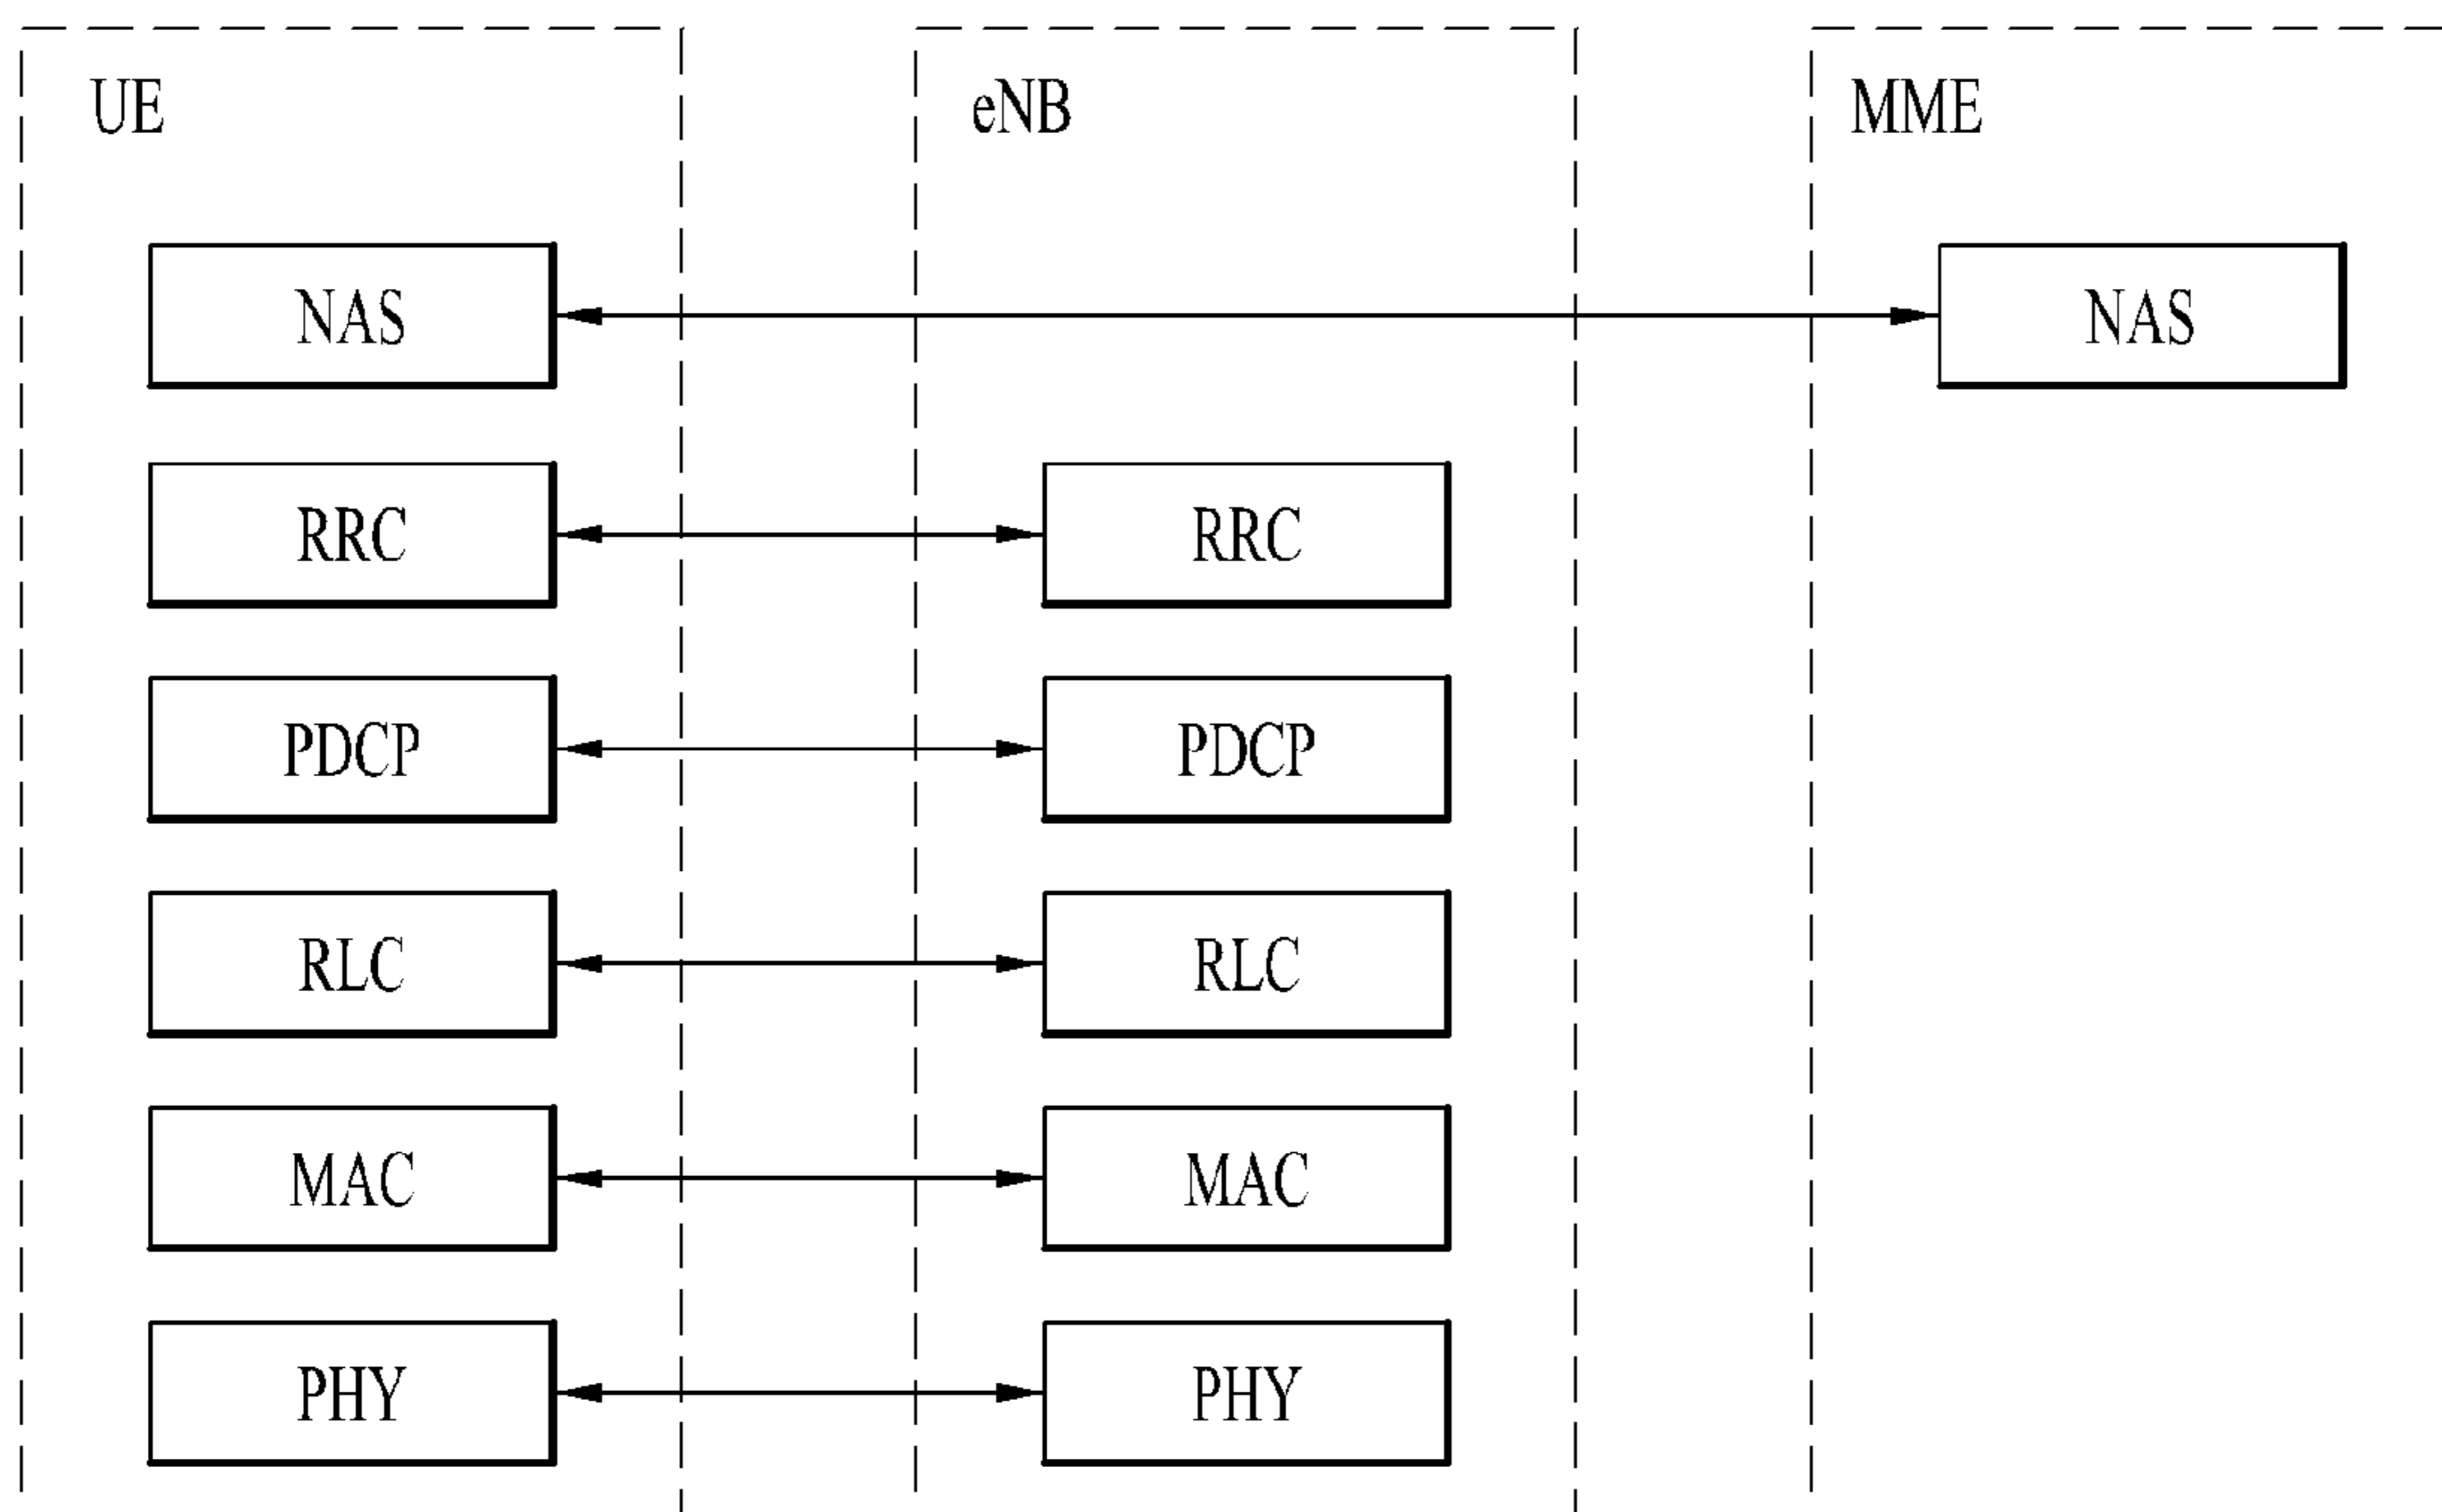 UE eNB MME
NAS NAS
RRC RRC
PDCP PDCP
RLC RLC
MAC MAC
PHY PHY